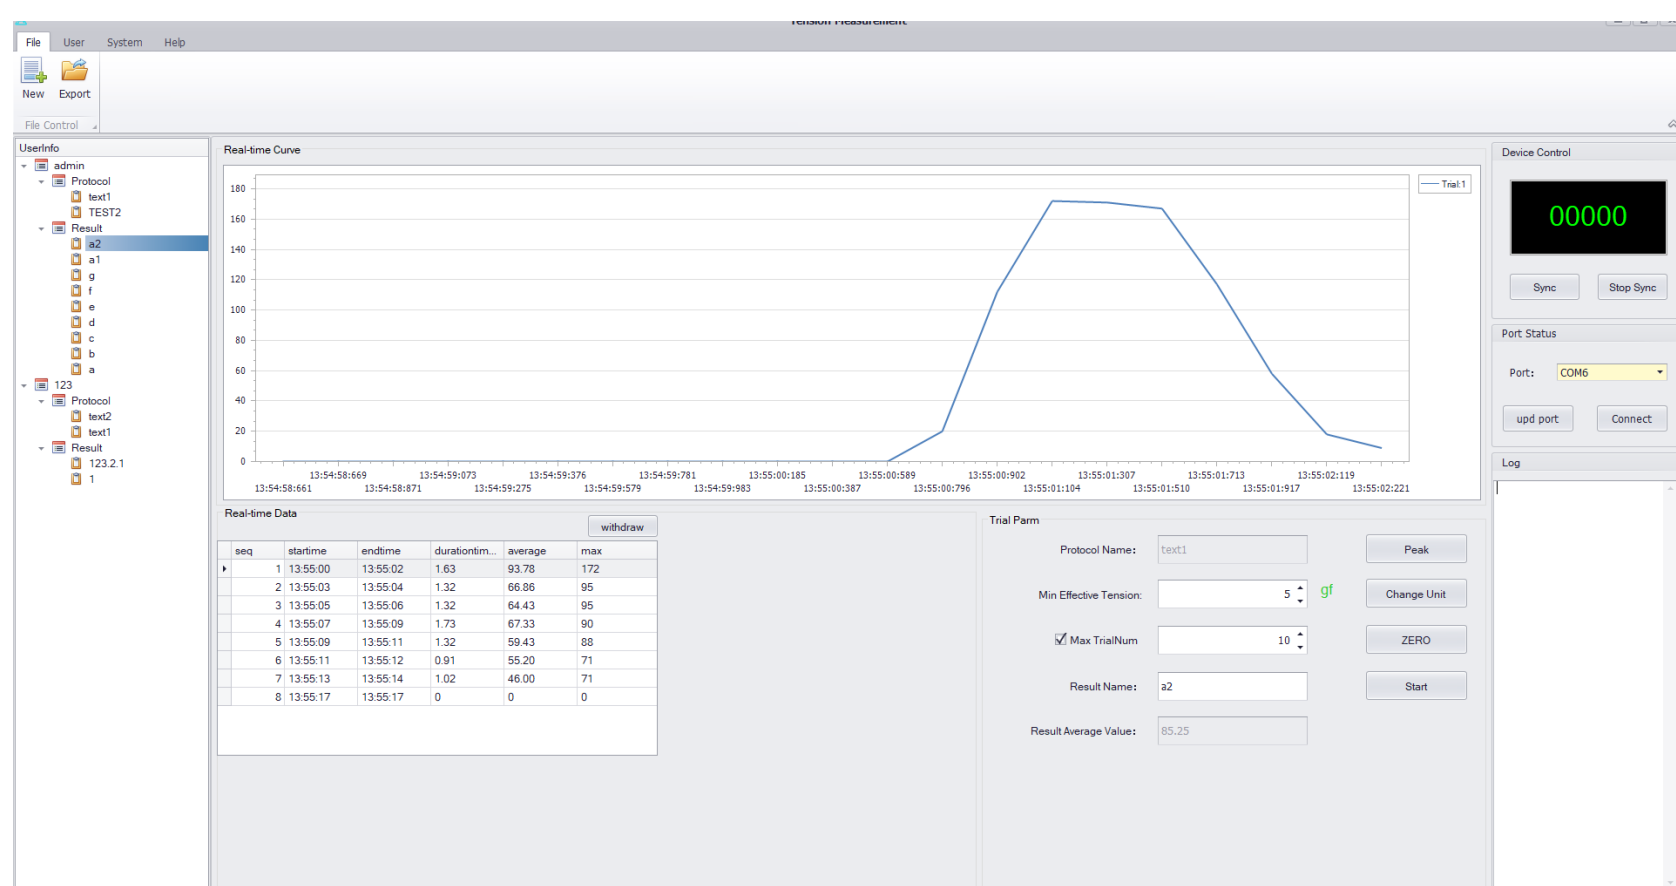 Tension Measurement
File User System Help
New Export
File Control
UserInfo
admin
Protocol
text1
TEST2
Result
a2
a1
g
f
e
d
c
b
a
123
Protocol
text2
text1
Result
123.2.1
1
Real-time Curve
180
160
140
120
100
80
60
40
20
0
13:54:58:669 13:54:59:073 13:54:59:376 13:54:59:781 13:55:00:185 13:55:00:589 13:55:00:902 13:55:01:307 13:55:01:713 13:55:02:119
13:54:58:661 13:54:58:871 13:54:59:275 13:54:59:579 13:54:59:983 13:55:00:387 13:55:00:796 13:55:01:104 13:55:01:510 13:55:01:917 13:55:02:221
Trial:1
Real-time Data
withdraw
seq startime endtime durationtim... average max
1 13:55:00 13:55:02 1.63 93.78 172
2 13:55:03 13:55:04 1.32 66.86 95
3 13:55:05 13:55:06 1.32 64.43 95
4 13:55:07 13:55:09 1.73 67.33 90
5 13:55:09 13:55:11 1.32 59.43 88
6 13:55:11 13:55:12 0.91 55.20 71
7 13:55:13 13:55:14 1.02 46.00 71
8 13:55:17 13:55:17 0 0 0
Trial Parm
Protocol Name: text1 Peak
Min Effective Tension: 5 gf Change Unit
Max TrialNum 10 ZERO
Result Name: a2 Start
Result Average Value: 85.25
Device Control
00000
Sync Stop Sync
Port Status
Port: COM6
upd port Connect
Log